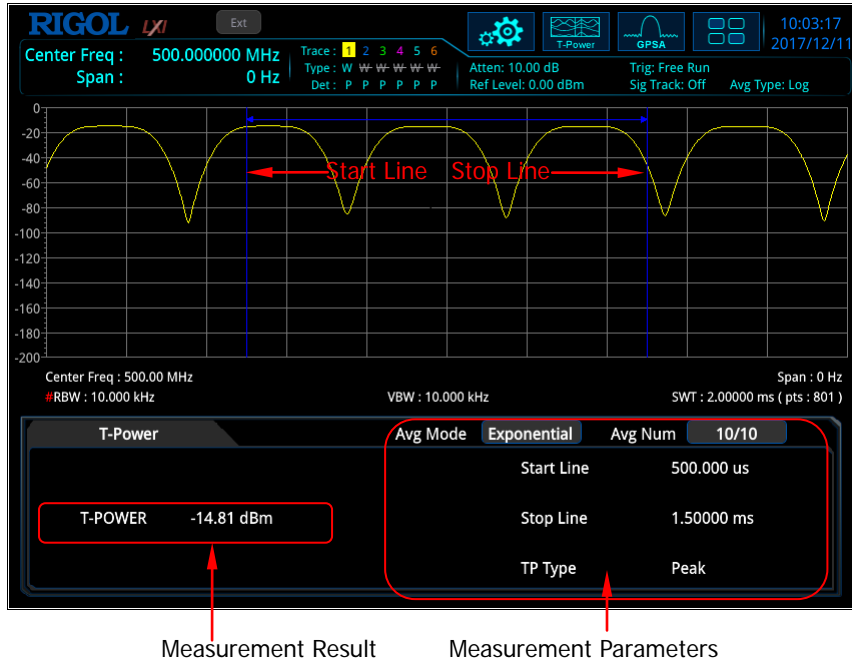 RIGOL LXI Ext
10:03:17
2017/12/11
T-Power
GPSA
Center Freq : 500.000000 MHz
Span : 0 Hz
Trace : 1 2 3 4 5 6
Type : W W W W W W
Det : P P P P P P
Atten: 10.00 dB
Ref Level: 0.00 dBm
Trig: Free Run
Sig Track: Off
Avg Type: Log
0
-20
-40
-60
-80
-100
-120
-140
-160
-180
-200
Start Line
Stop Line
Center Freq : 500.00 MHz
Span : 0 Hz
#RBW : 10.000 kHz
VBW : 10.000 kHz
SWT : 2.00000 ms ( pts : 801 )
T-Power
Avg Mode Exponential Avg Num 10/10
Start Line 500.000 us
T-POWER -14.81 dBm
Stop Line 1.50000 ms
TP Type Peak
Measurement Result
Measurement Parameters